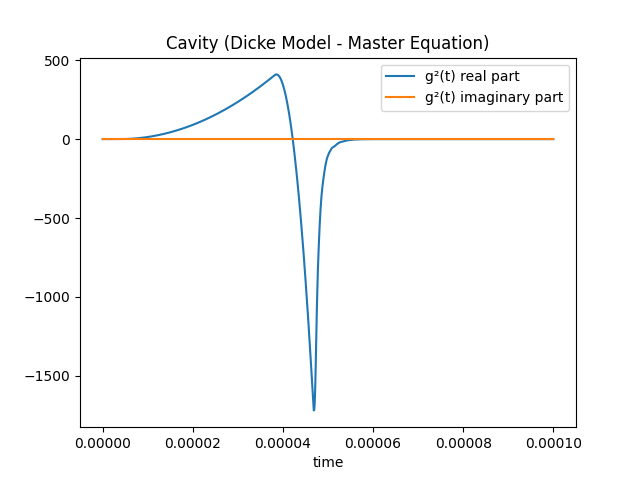 Cavity (Dicke Model - Master Equation)
g²(t) real part
g²(t) imaginary part
500
0
−500
−1000
−1500
0.00000 0.00002 0.00004 0.00006 0.00008 0.00010
time